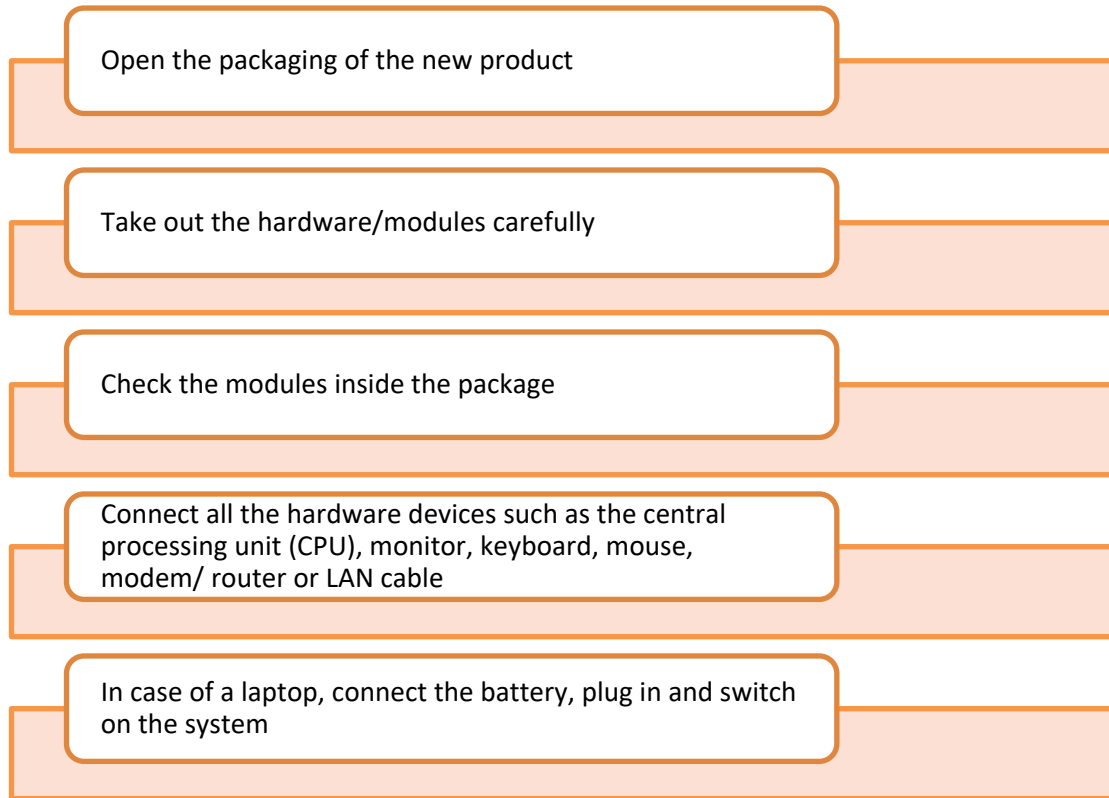 Open the packaging of the new product
Take out the hardware/modules carefully
Check the modules inside the package
Connect all the hardware devices such as the central
processing unit (CPU), monitor, keyboard, mouse,
modem/ router or LAN cable
In case of a laptop, connect the battery, plug in and switch
on the system